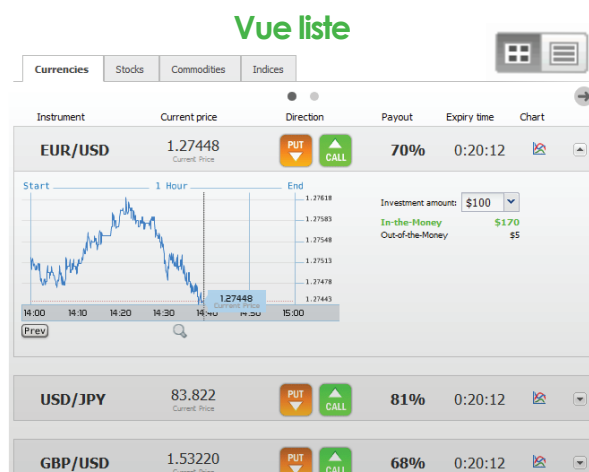 Vue liste
Currencies Stocks Commodities Indices
Instrument Current price Direction Payout Expiry time Chart
EUR/USD 1.27448 PUT CALL 70% 0:20:12
Current Price
Start 1 Hour End
1.27618
1.27583
1.27548
1.27513
1.27478
1.27443
Investment amount: $100
In-the-Money $170
Out-of-the-Money $5
1.27448
Current Price
14:00 14:10 14:20 14:30 14:40 14:50 15:00
Prev
USD/JPY 83.822 PUT CALL 81% 0:20:12
Current Price
GBP/USD 1.53220 PUT CALL 68% 0:20:12
Current Price